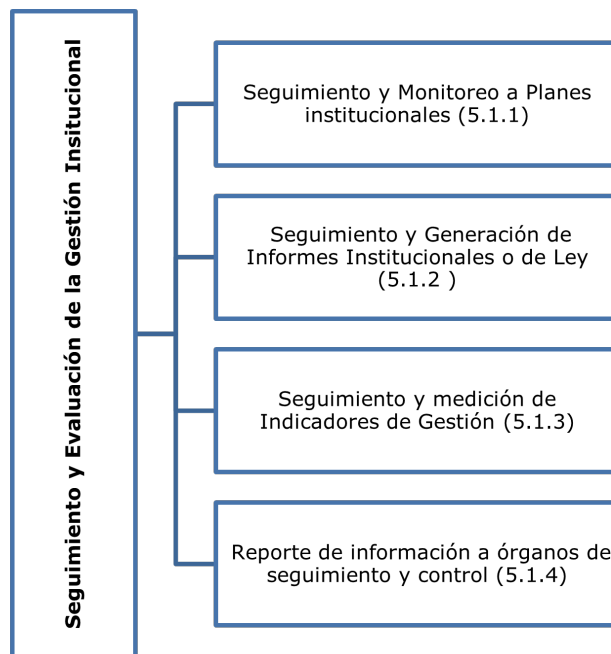 Seguimiento y Evaluación de la Gestión Insitucional
Seguimiento y Monitoreo a Planes
institucionales (5.1.1)
Seguimiento y Generación de
Informes Institucionales o de Ley
(5.1.2 )
Seguimiento y medición de
Indicadores de Gestión (5.1.3)
Reporte de información a órganos de
seguimiento y control (5.1.4)